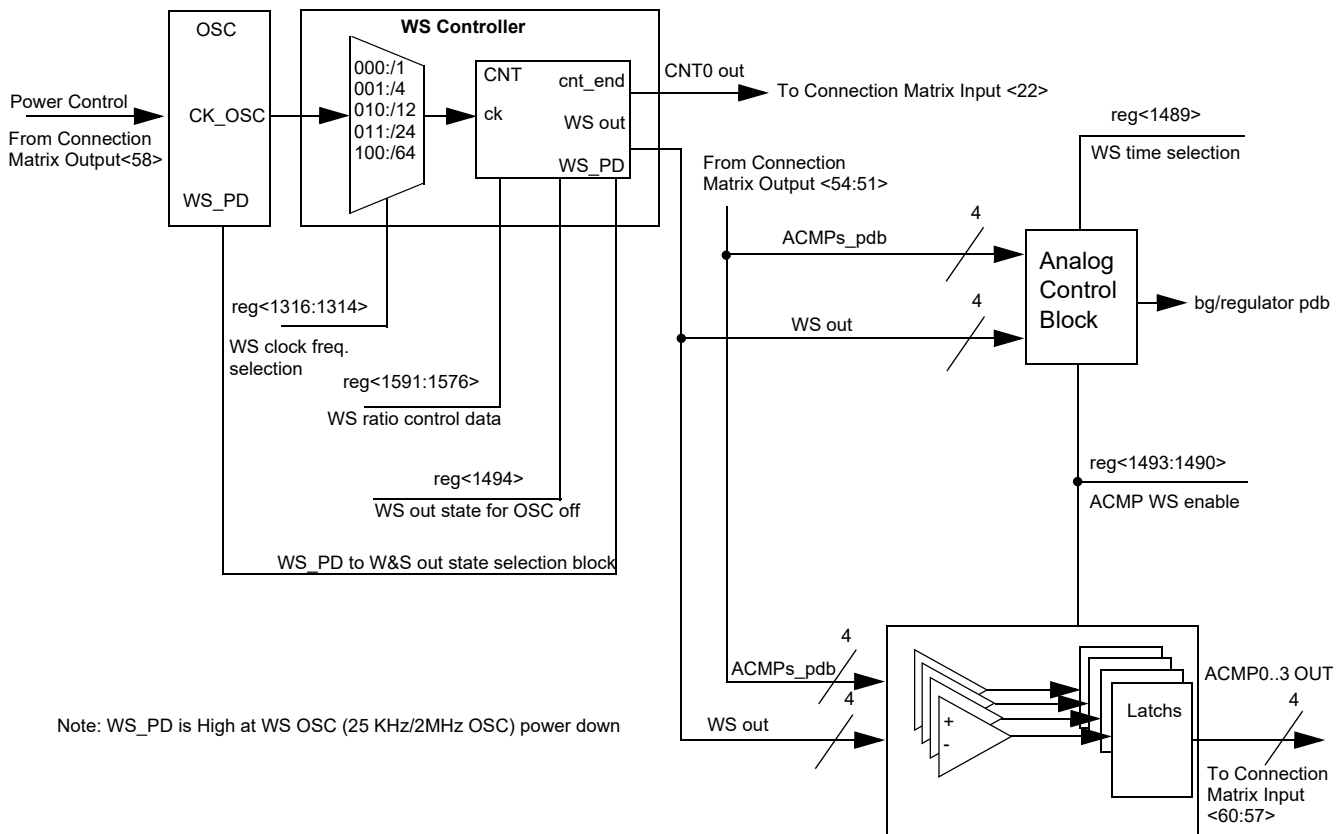 OSC
Power Control
From Connection
Matrix Output<58>
CK_OSC
WS_PD
WS Controller
000:/1
001:/4
010:/12
011:/24
100:/64
CNT
ck
cnt_end
WS out
WS_PD
CNT0 out
To Connection Matrix Input <22>
reg<1316:1314>
WS clock freq.
selection
reg<1591:1576>
WS ratio control data
reg<1494>
WS out state for OSC off
WS_PD to W&S out state selection block
From Connection
Matrix Output <54:51>
reg<1489>
WS time selection
4
ACMPs_pdb
4
WS out
Analog
Control
Block
bg/regulator pdb
reg<1493:1490>
ACMP WS enable
4
ACMPs_pdb
4
WS out
+
-
Latchs
ACMP0..3 OUT
4
To Connection
Matrix Input
<60:57>
Note: WS_PD is High at WS OSC (25 KHz/2MHz OSC) power down